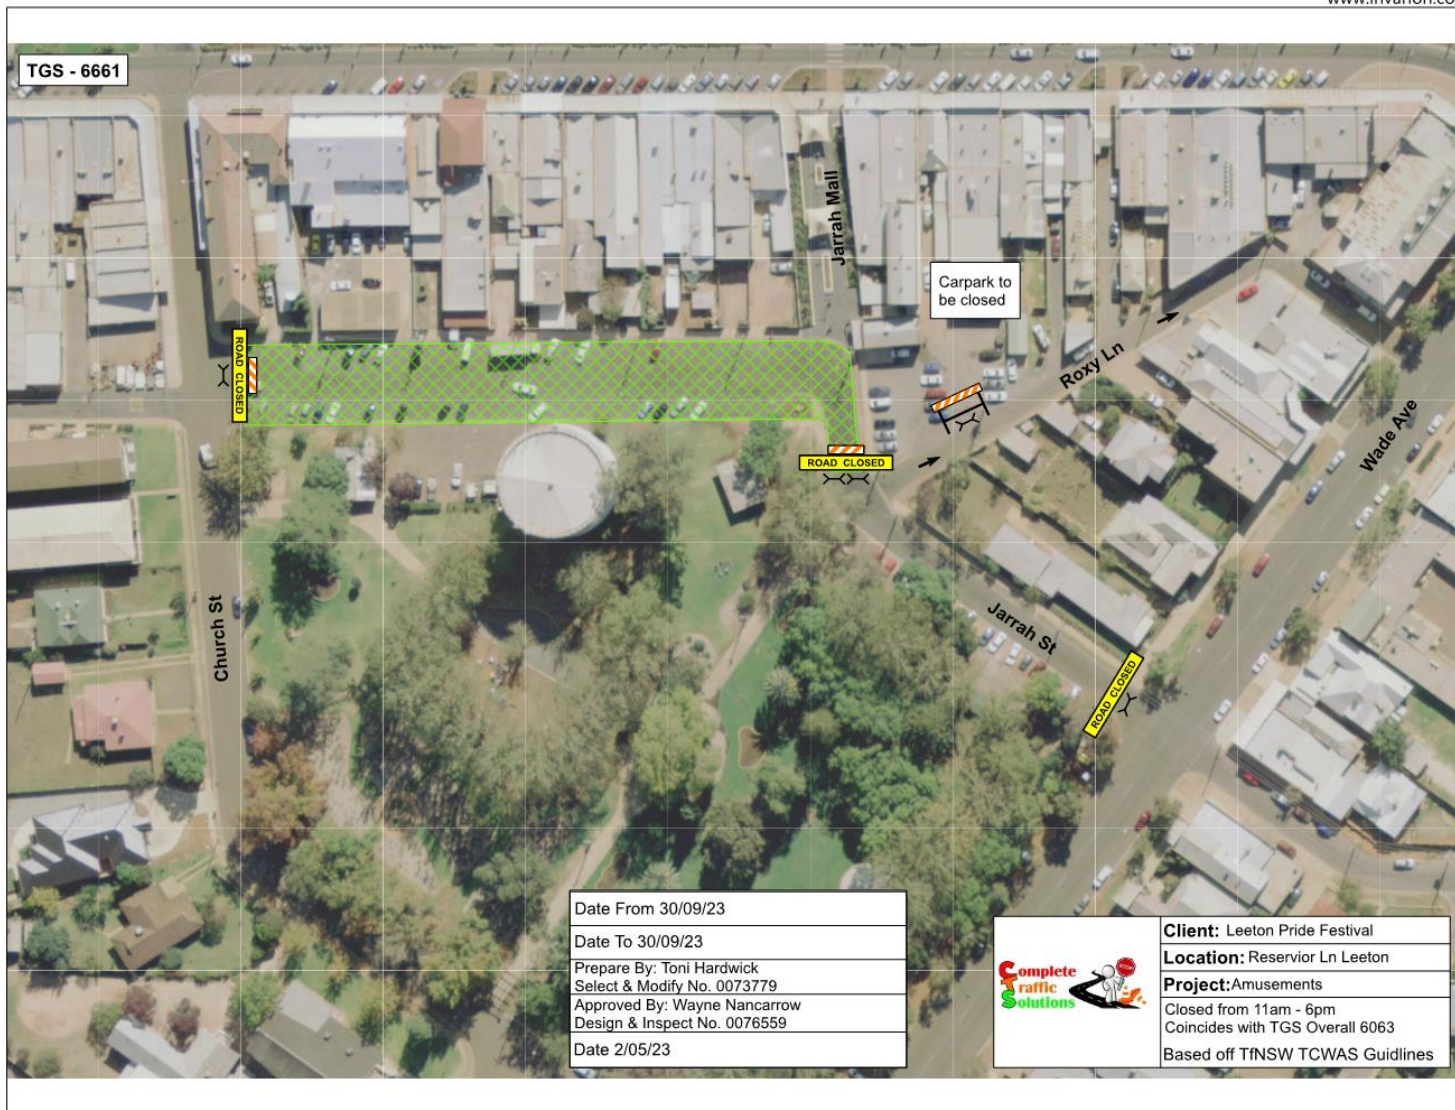 www.invarion.co
TGS - 6661
Jarrah Mall
Carpark to
be closed
ROAD CLOSED
Roxy Ln
Wade Ave
ROAD CLOSED
Church St
Jarrah St
ROAD CLOSED
Date From 30/09/23
Date To 30/09/23
Prepare By: Toni Hardwick
Select & Modify No. 0073779
Approved By: Wayne Nancarrow
Design & Inspect No. 0076559
Date 2/05/23
Complete
Traffic
Solutions
STOP
Client: Leeton Pride Festival
Location: Reservior Ln Leeton
Project: Amusements
Closed from 11am - 6pm
Coincides with TGS Overall 6063
Based off TfNSW TCWAS Guidlines